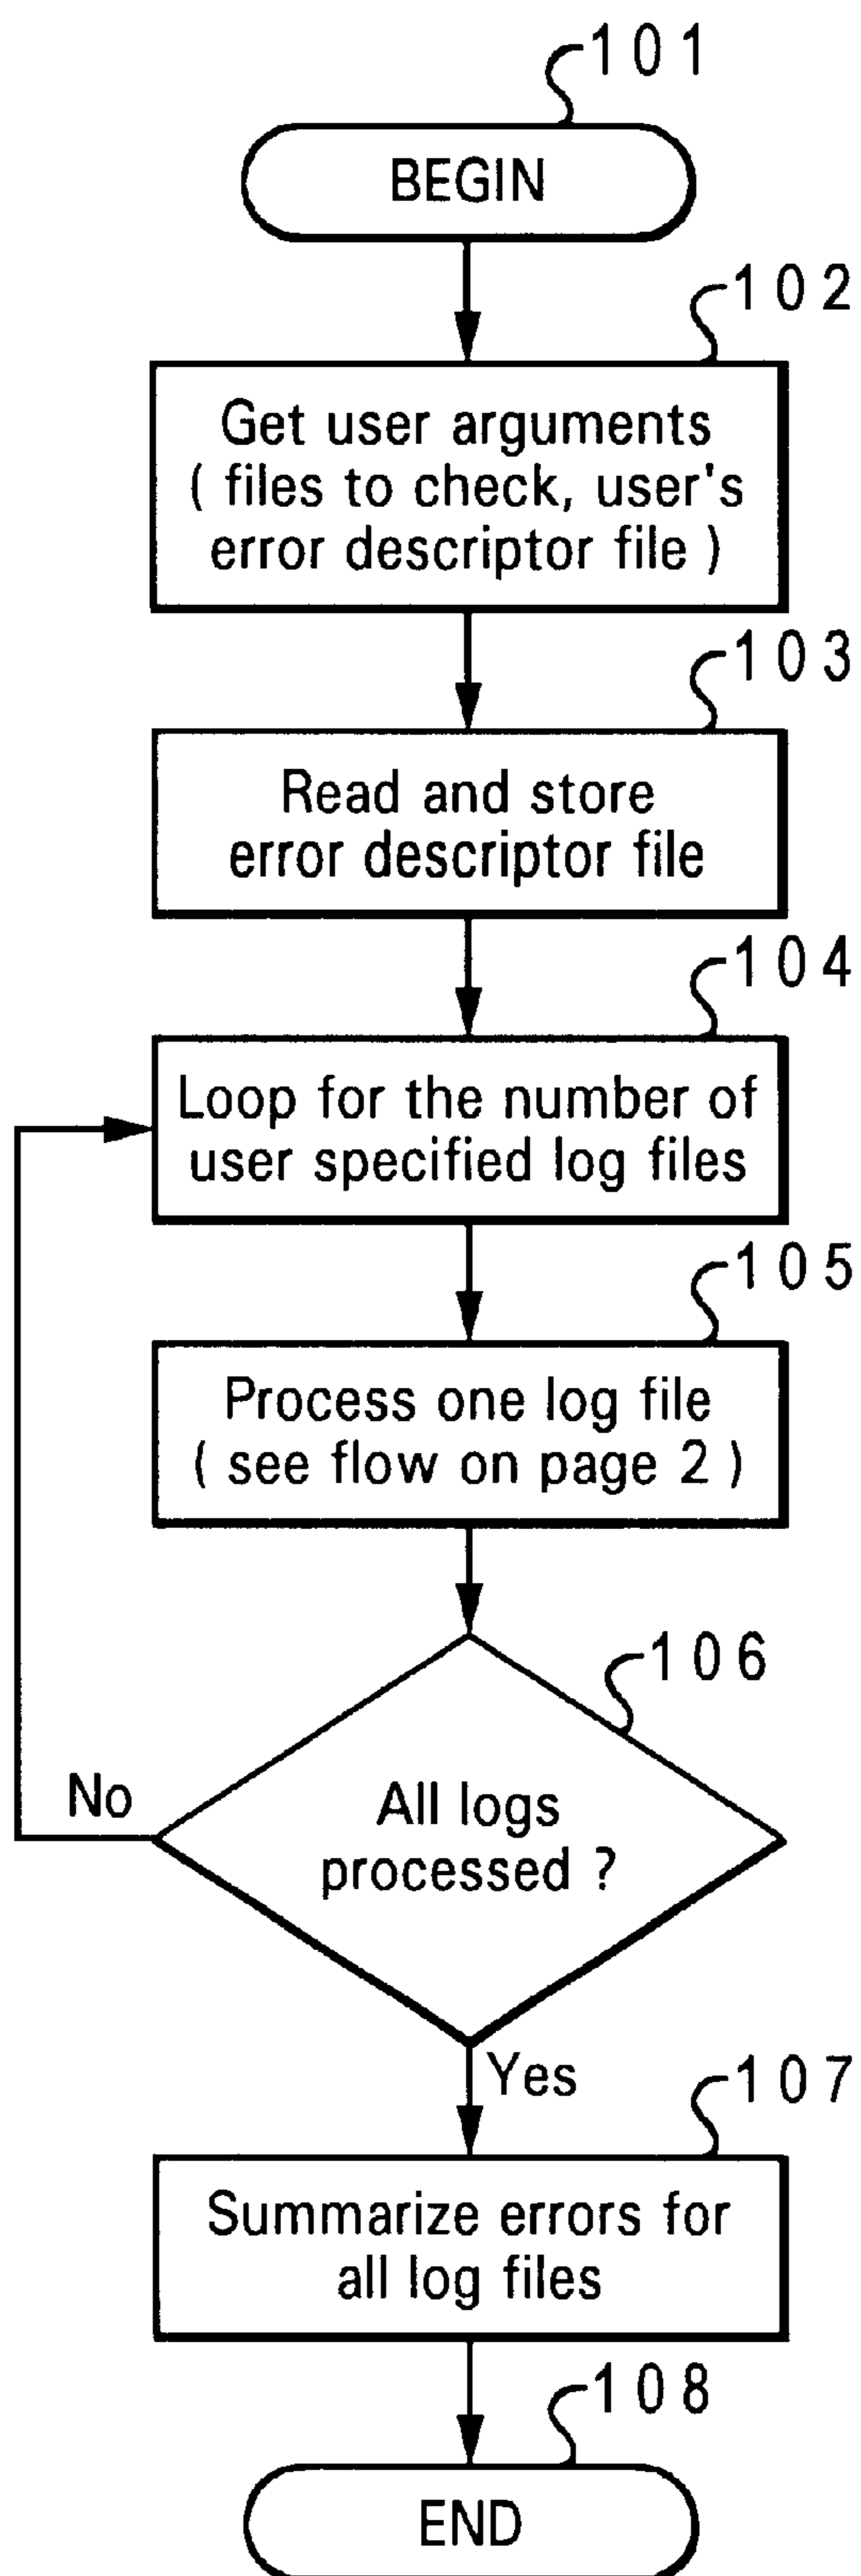 101
BEGIN
102
Get user arguments
( files to check, user's
error descriptor file )
103
Read and store
error descriptor file
104
Loop for the number of
user specified log files
105
Process one log file
( see flow on page 2 )
106
All logs
processed ?
No
Yes
107
Summarize errors for
all log files
108
END